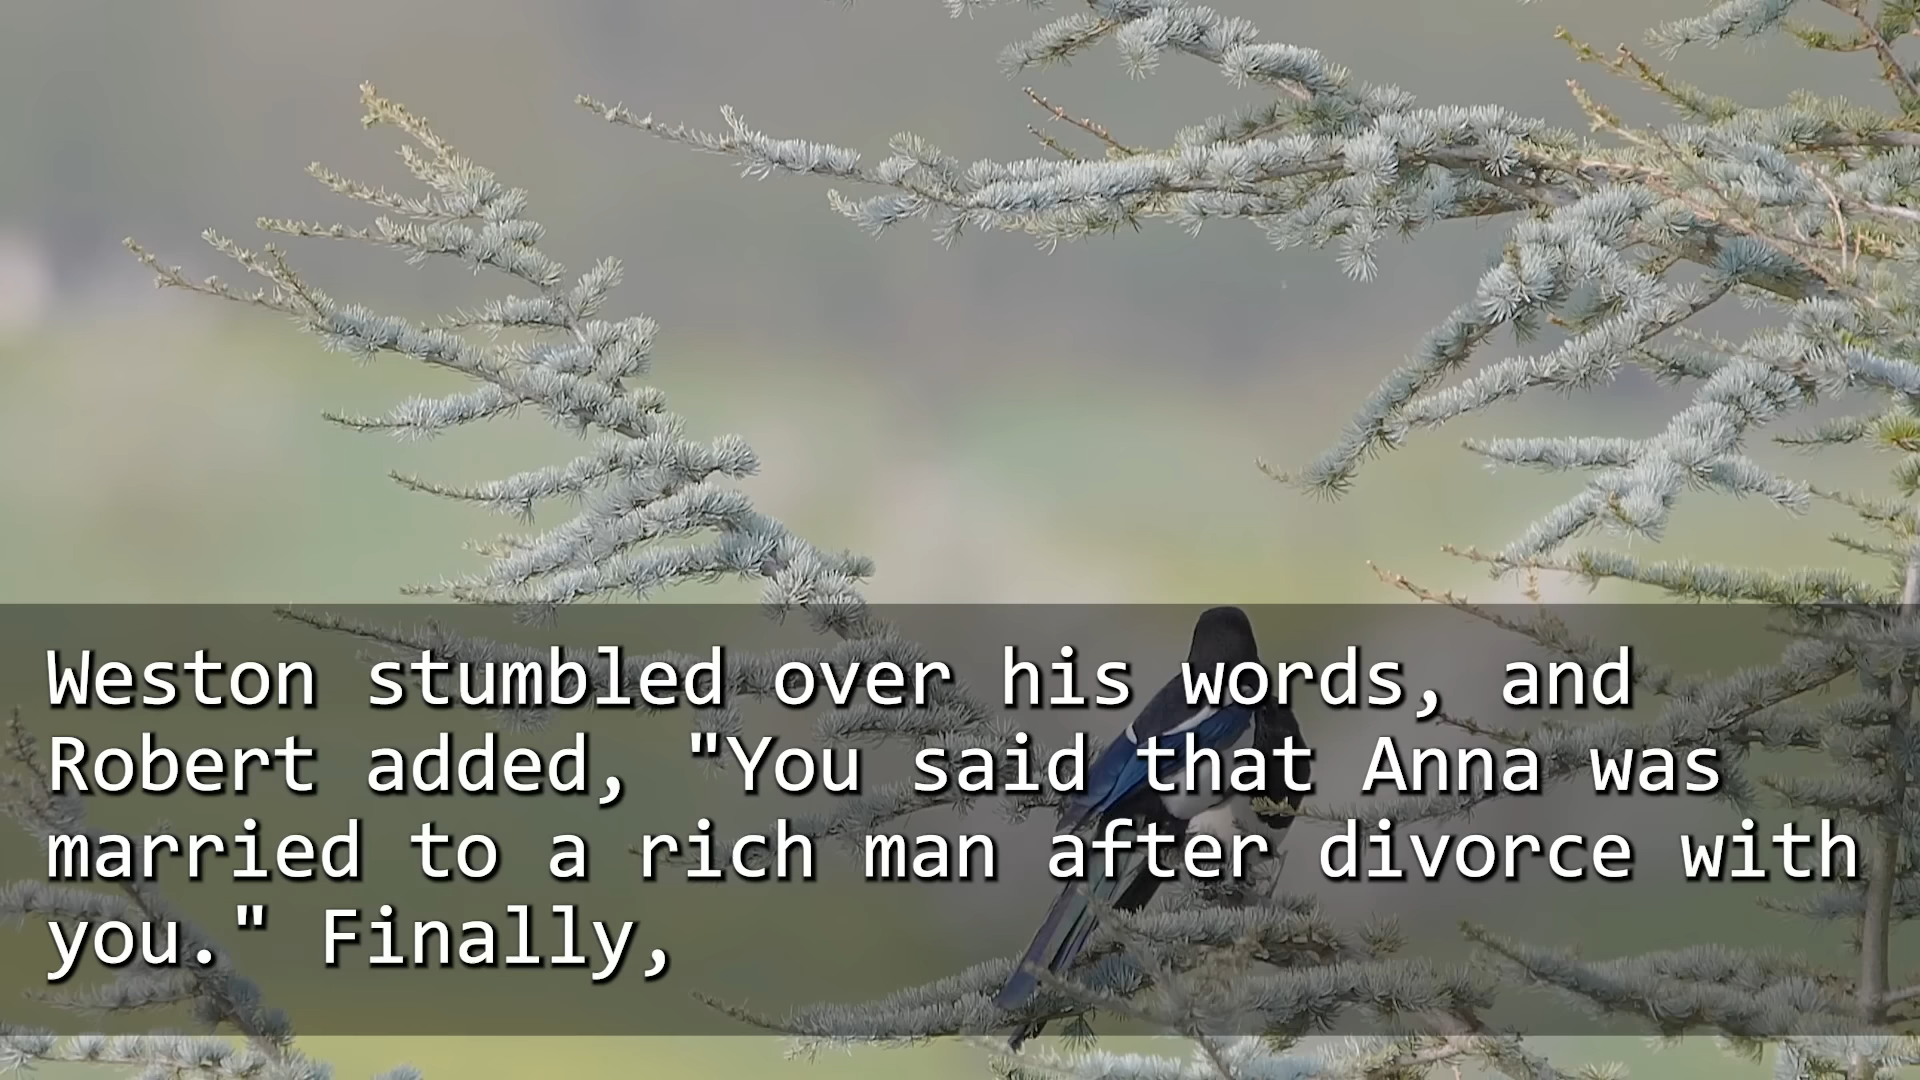 Weston stumbled over his words, and
Robert added, "You said that Anna was
married to a rich man after divorce with
you." Finally,